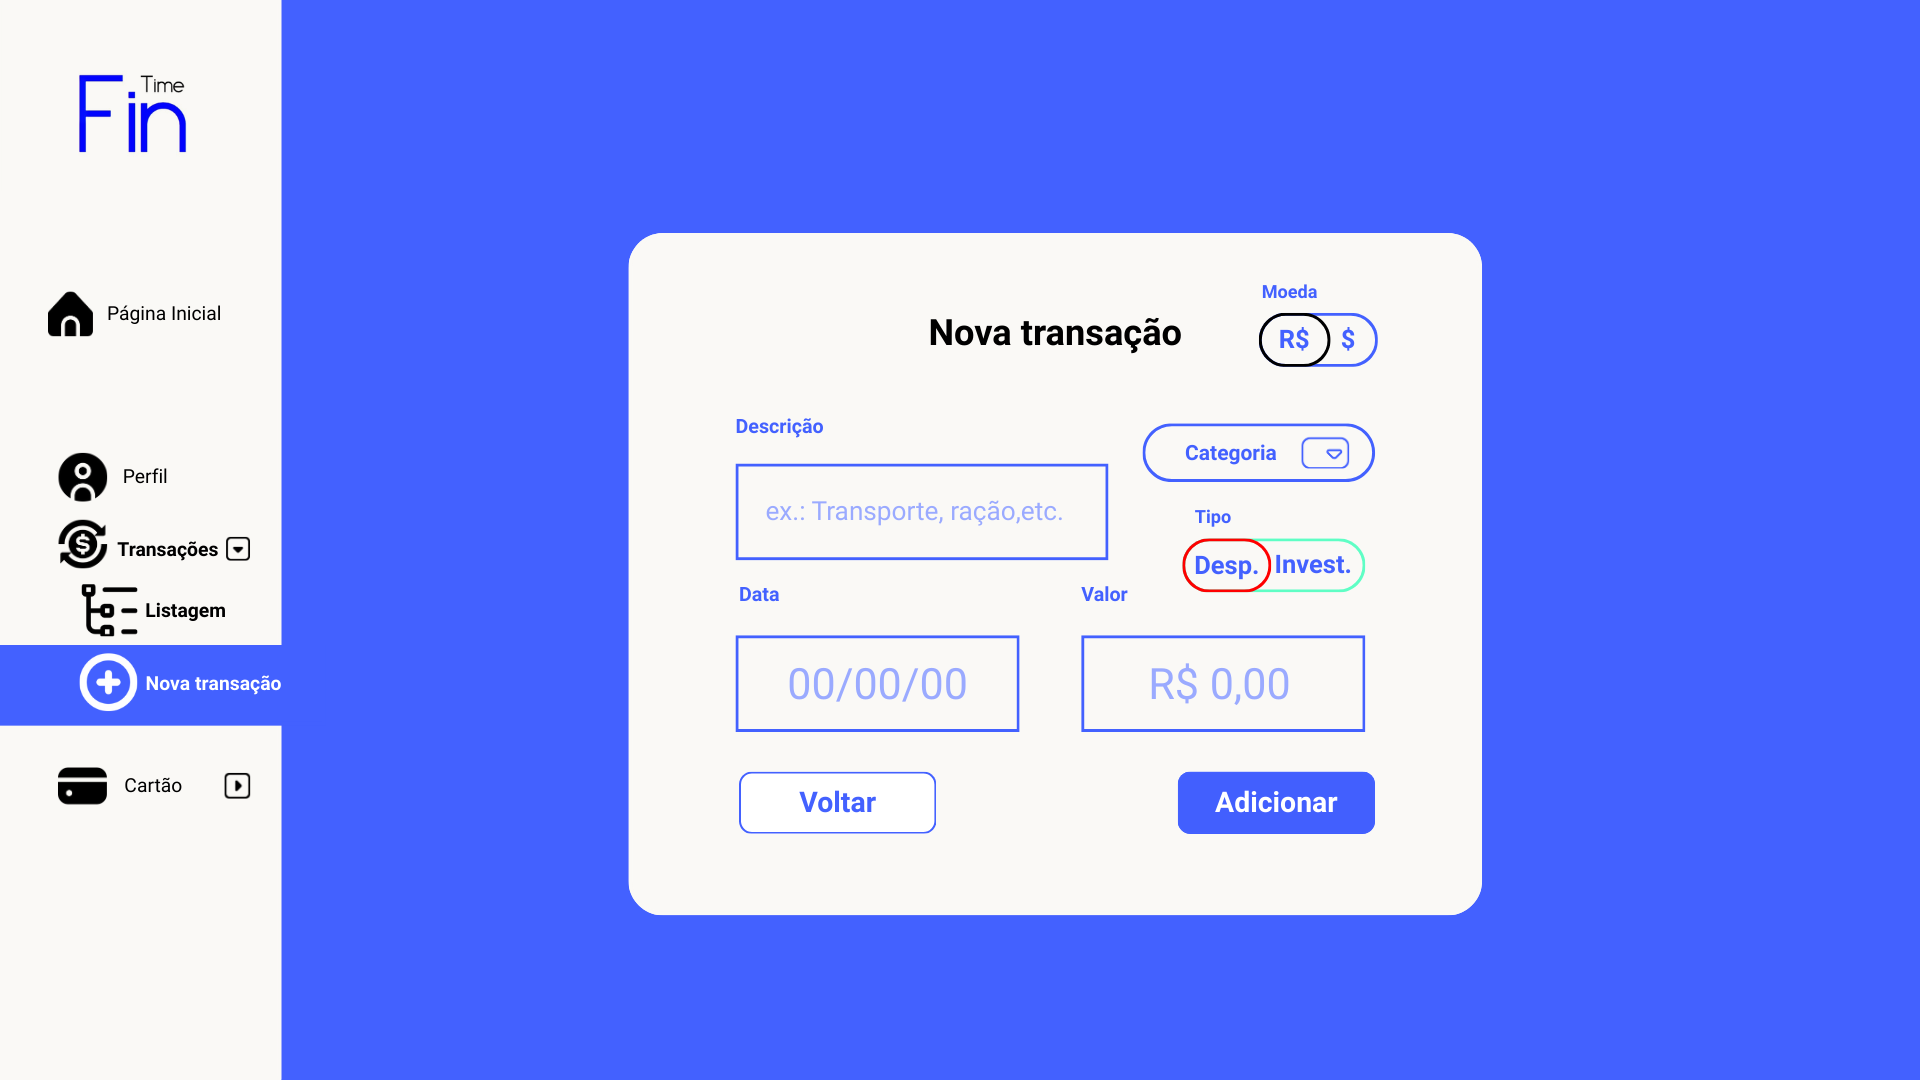 Time
Fin
Página Inicial
Perfil
Transações
Listagem
Nova transação
Cartão
Nova transação
Moeda
R$ $
Descrição
ex.: Transporte, ração,etc.
Categoria
Tipo
Desp. Invest.
Data
00/00/00
Valor
R$ 0,00
Voltar
Adicionar